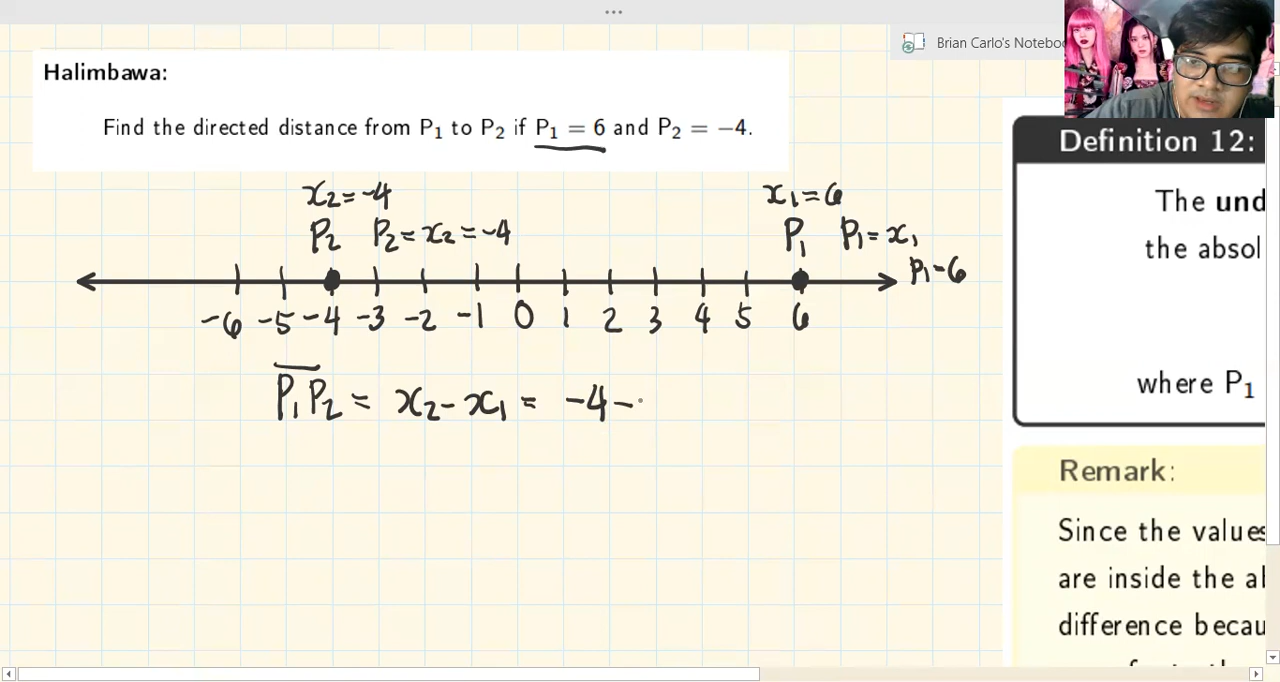 ...
Brian Carlo's Notebo
Halimbawa:
Find the directed distance from P₁ to P₂ if P₁ = 6 and P₂ = −4.
x₂=-4
x₁=6
P₂ P₂=x₂=-4
P₁ P₁=x₁
P₁=6
-6 -5 -4 -3 -2 -1 0 1 2 3 4 5 6
P₁P₂ = x₂-x₁ = -4-
Definition 12:
The und
the absol
where P₁
Remark:
Since the values
are inside the a
difference becau